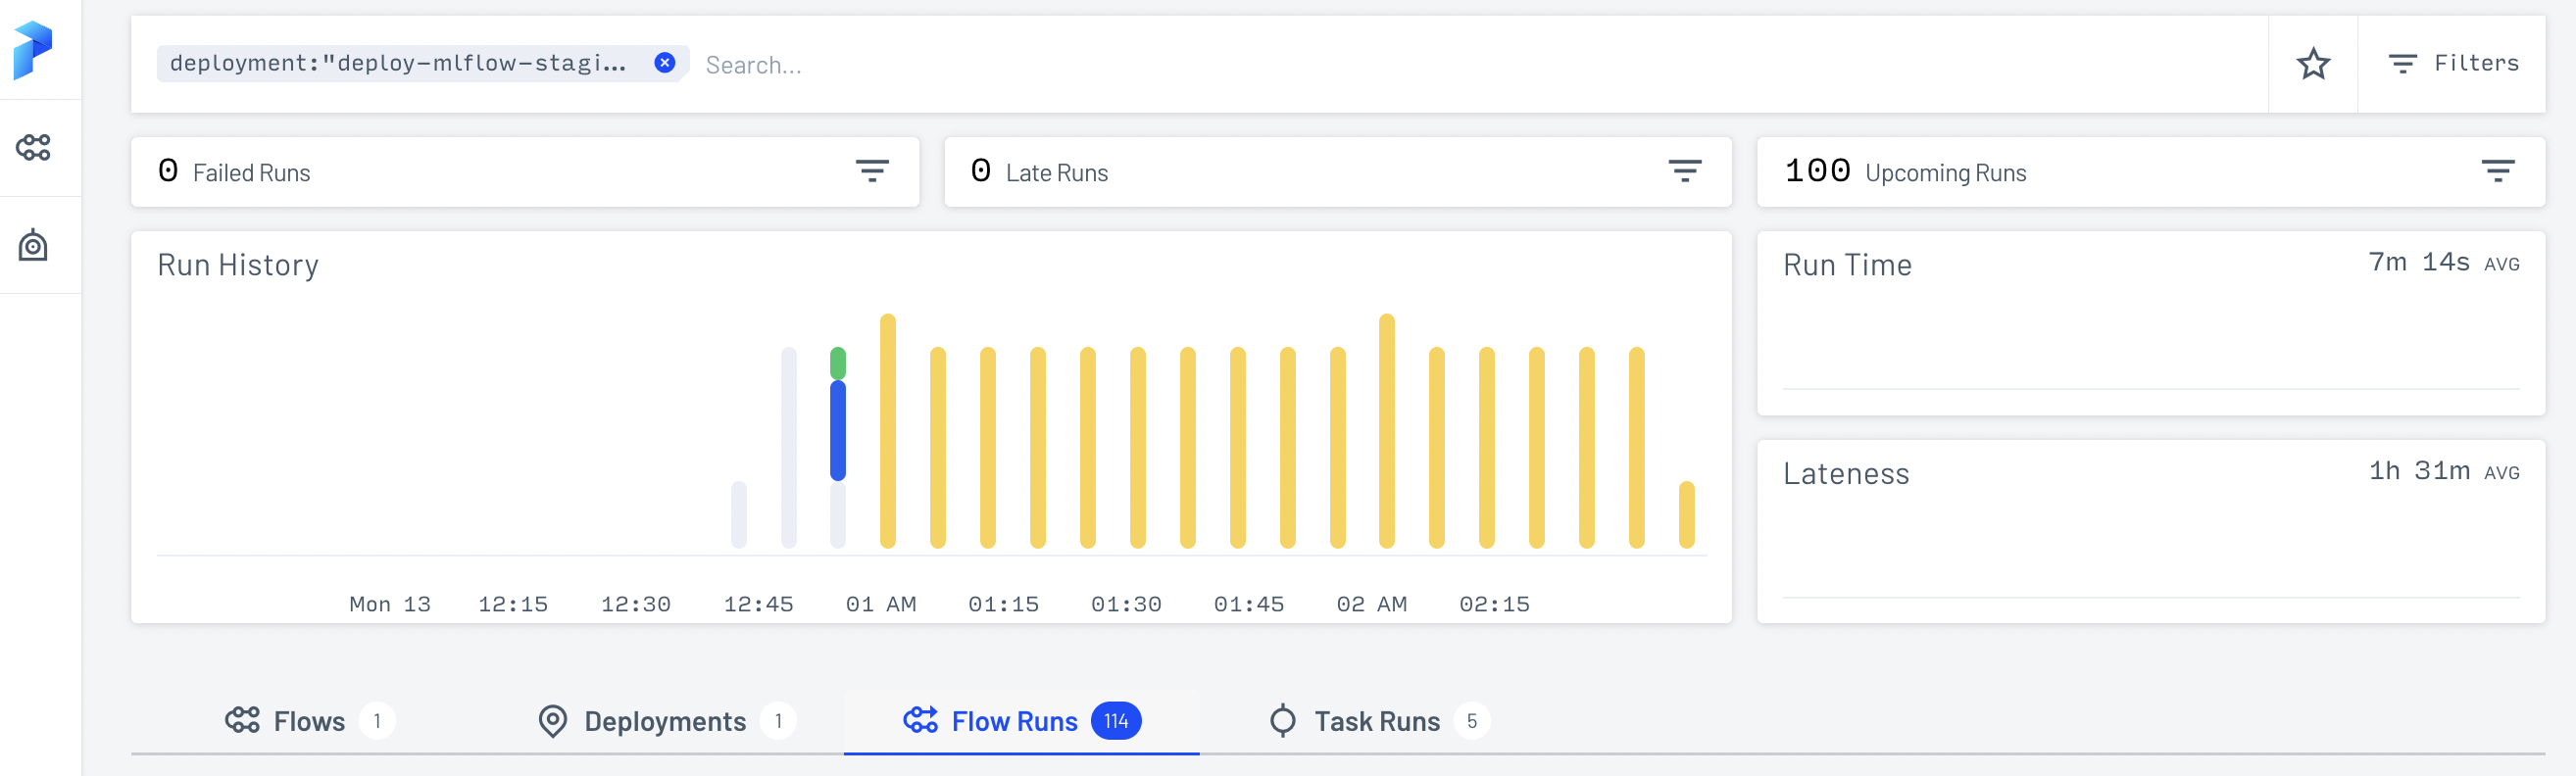 deployment:"deploy-mlflow-stagi... Search... Filters
0 Failed Runs
0 Late Runs
100 Upcoming Runs
Run History
Mon 13 12:15 12:30 12:45 01 AM 01:15 01:30 01:45 02 AM 02:15
Run Time 7m 14s AVG
Lateness 1h 31m AVG
Flows 1 Deployments 1 Flow Runs 114 Task Runs 5